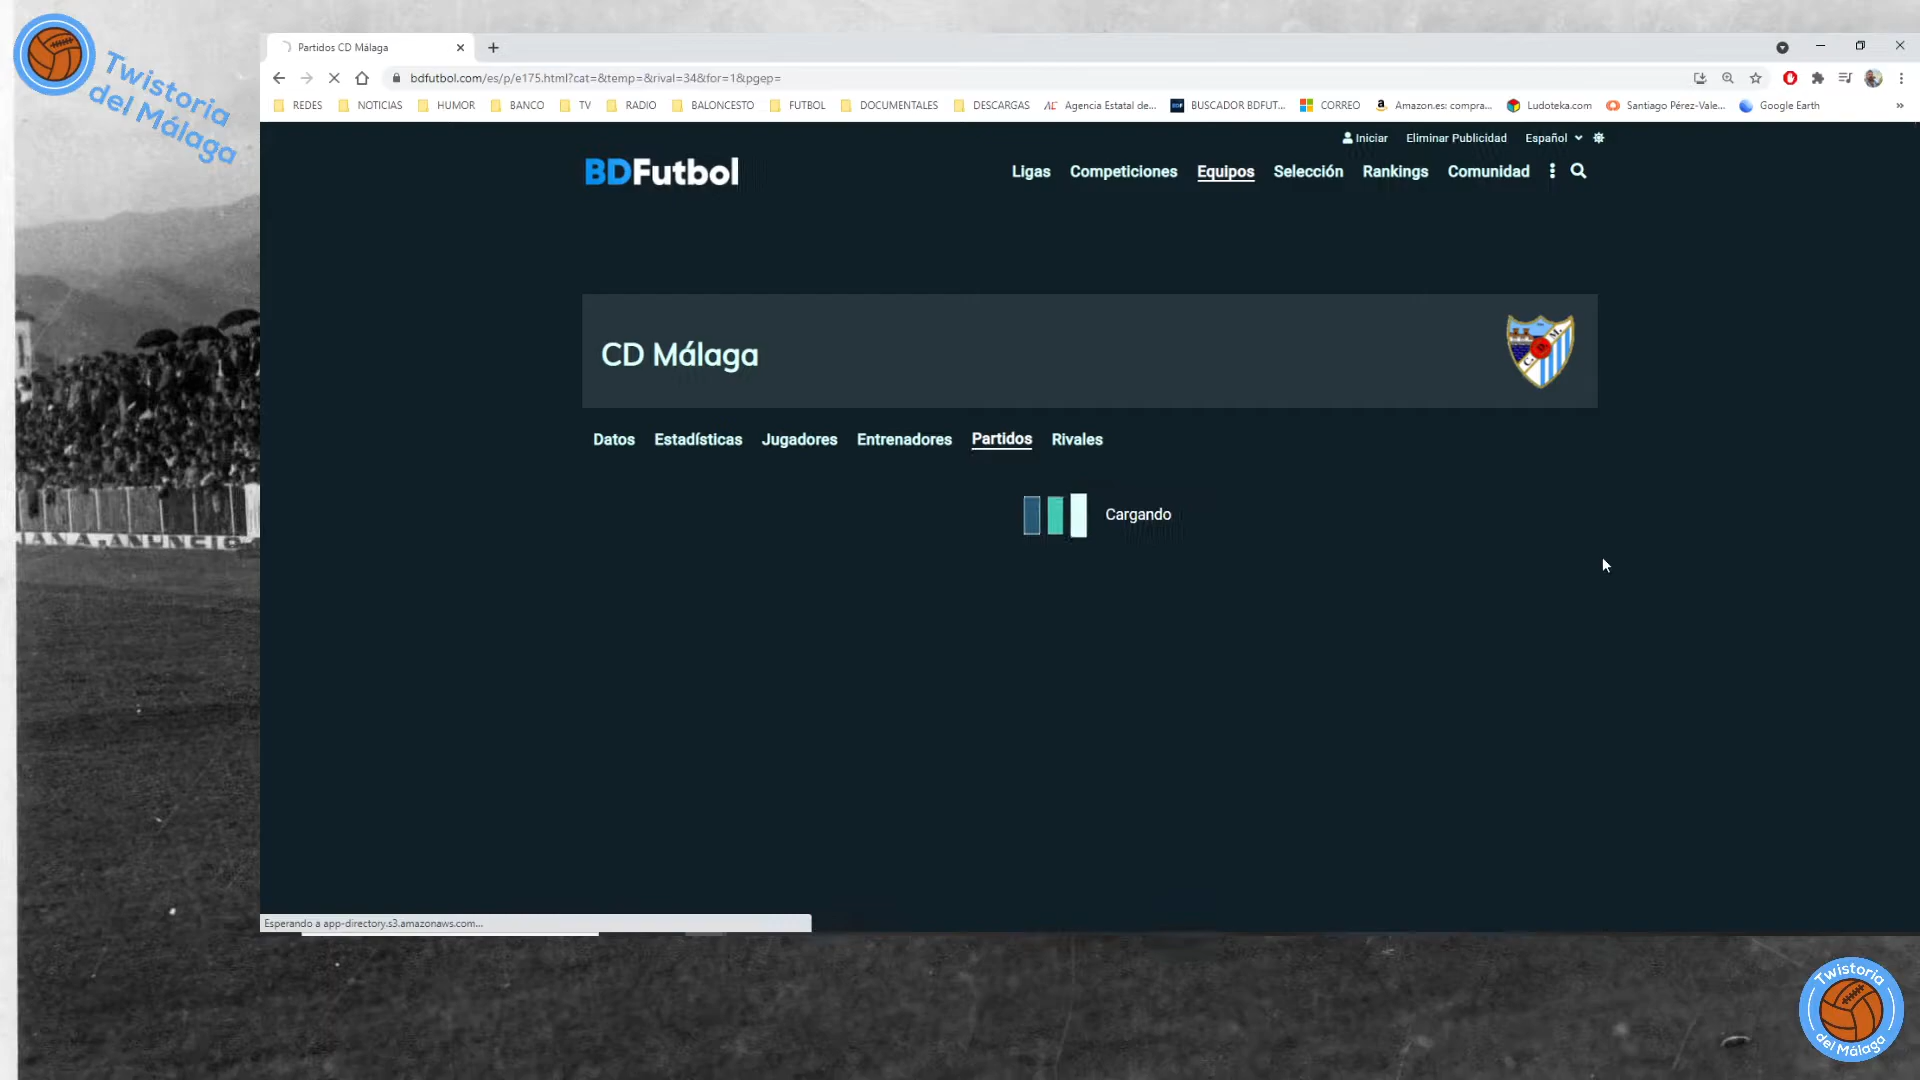 Twistoria
del Málaga
Partidos CD Málaga
bdfutbol.com/es/p/e175.html?cat=&temp=&rival=34&for=1&pgep=
REDES NOTICIAS HUMOR BANCO TV RADIO BALONCESTO FUTBOL DOCUMENTALES DESCARGAS Agencia Estatal de... BUSCADOR BDFUT... CORREO Amazon.es: compra... Ludoteka.com Santiago Pérez-Vale... Google Earth »
Iniciar Eliminar Publicidad Español
BDFutbol
Ligas Competiciones Equipos Selección Rankings Comunidad
CD Málaga
Datos Estadísticas Jugadores Entrenadores Partidos Rivales
Cargando
Esperando a app-directory.s3.amazonaws.com...
Twistoria
del Málaga